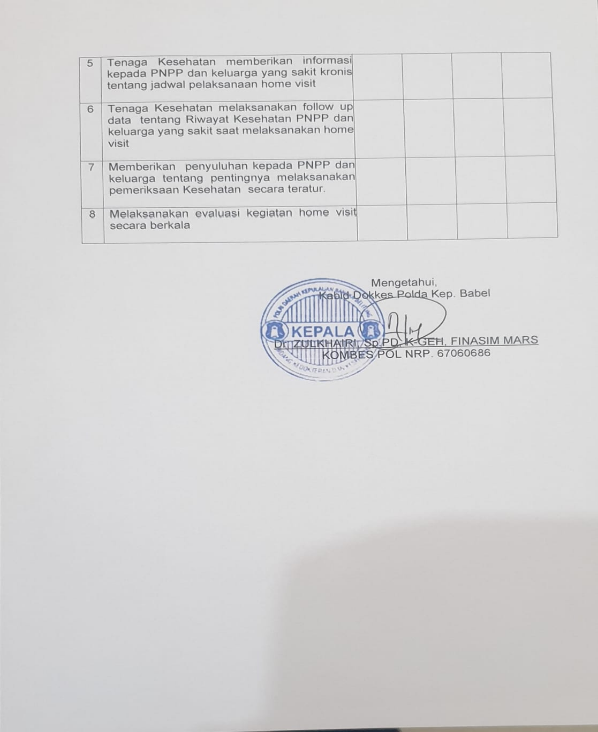 5 Tenaga Kesehatan memberikan informasi
kepada PNPP dan keluarga yang sakit kronis
tentang jadwal pelaksanaan home visit
6 Tenaga Kesehatan melaksanakan follow up
data tentang Riwayat Kesehatan PNPP dan
keluarga yang sakit saat melaksanakan home
visit
7 Memberikan penyuluhan kepada PNPP dan
keluarga tentang pentingnya melaksanakan
pemeriksaan Kesehatan secara teratur.
8 Melaksanakan evaluasi kegiatan home visit
secara berkala
Mengetahui,
Kabid Dokkes Polda Kep. Babel
KEPALA
Dr. ZULKHAIRI, Sp.PD, K-GEH, FINASIM MARS
KOMBES POL NRP. 67060686